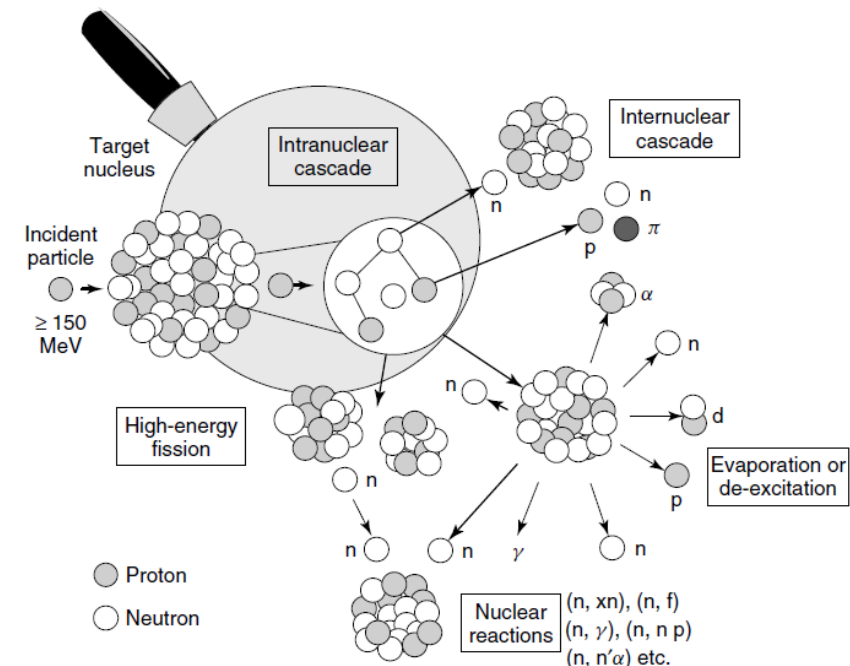 Target
nucleus
Intranuclear
cascade
Internuclear
cascade
n
n
p
π
Incident
particle
≥ 150
MeV
α
n
n
d
p
Evaporation or
de-excitation
High-energy
fission
n
n
n
γ
n
Proton
Neutron
Nuclear
reactions
(n, xn), (n, f)
(n, γ), (n, n p)
(n, n′α) etc.